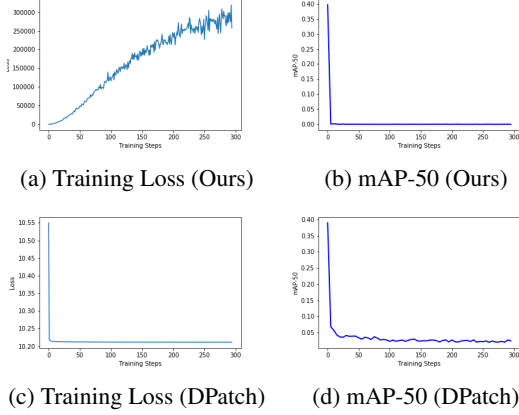 300000
250000
200000
150000
100000
50000
0
Loss
0 50 100 150 200 250 300
Training Steps
0.40
0.35
0.30
0.25
0.20
0.15
0.10
0.05
0.00
mAP-50
0 50 100 150 200 250 300
Training Steps
(a) Training Loss (Ours)
(b) mAP-50 (Ours)
10.55
10.50
10.45
10.40
10.35
10.30
10.25
10.20
Loss
0 50 100 150 200 250 300
Training Steps
0.40
0.35
0.30
0.25
0.20
0.15
0.10
0.05
mAP-50
0 50 100 150 200 250 300
Training Steps
(c) Training Loss (DPatch)
(d) mAP-50 (DPatch)